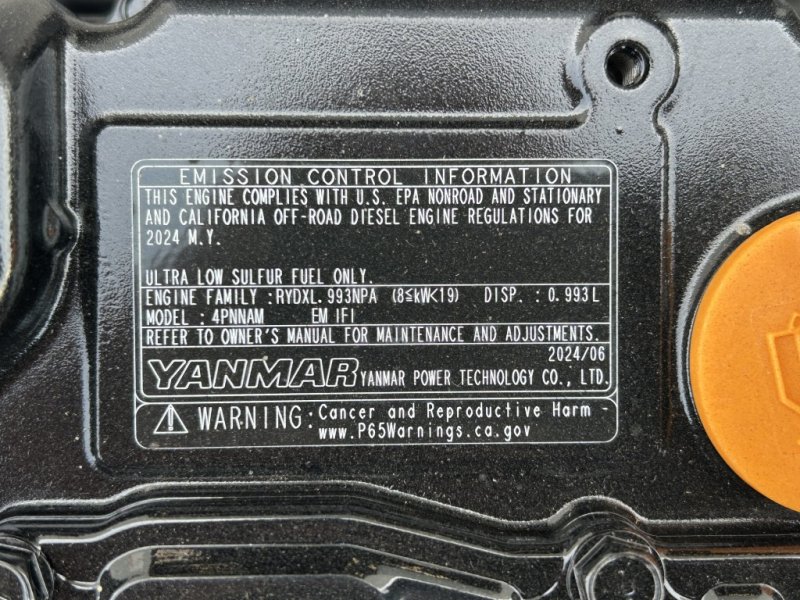 EMISSION CONTROL INFORMATION
THIS ENGINE COMPLIES WITH U.S. EPA NONROAD AND STATIONARY
AND CALIFORNIA OFF-ROAD DIESEL ENGINE REGULATIONS FOR
2024 M.Y.
ULTRA LOW SULFUR FUEL ONLY.
ENGINE FAMILY : RYDXL.993NPA (8≤kW<19) DISP. : 0.993L
MODEL : 4PNNAM EM IFI
REFER TO OWNER'S MANUAL FOR MAINTENANCE AND ADJUSTMENTS.
2024/06
YANMAR YANMAR POWER TECHNOLOGY CO., LTD.
WARNING: Cancer and Reproductive Harm -
www.P65Warnings.ca.gov